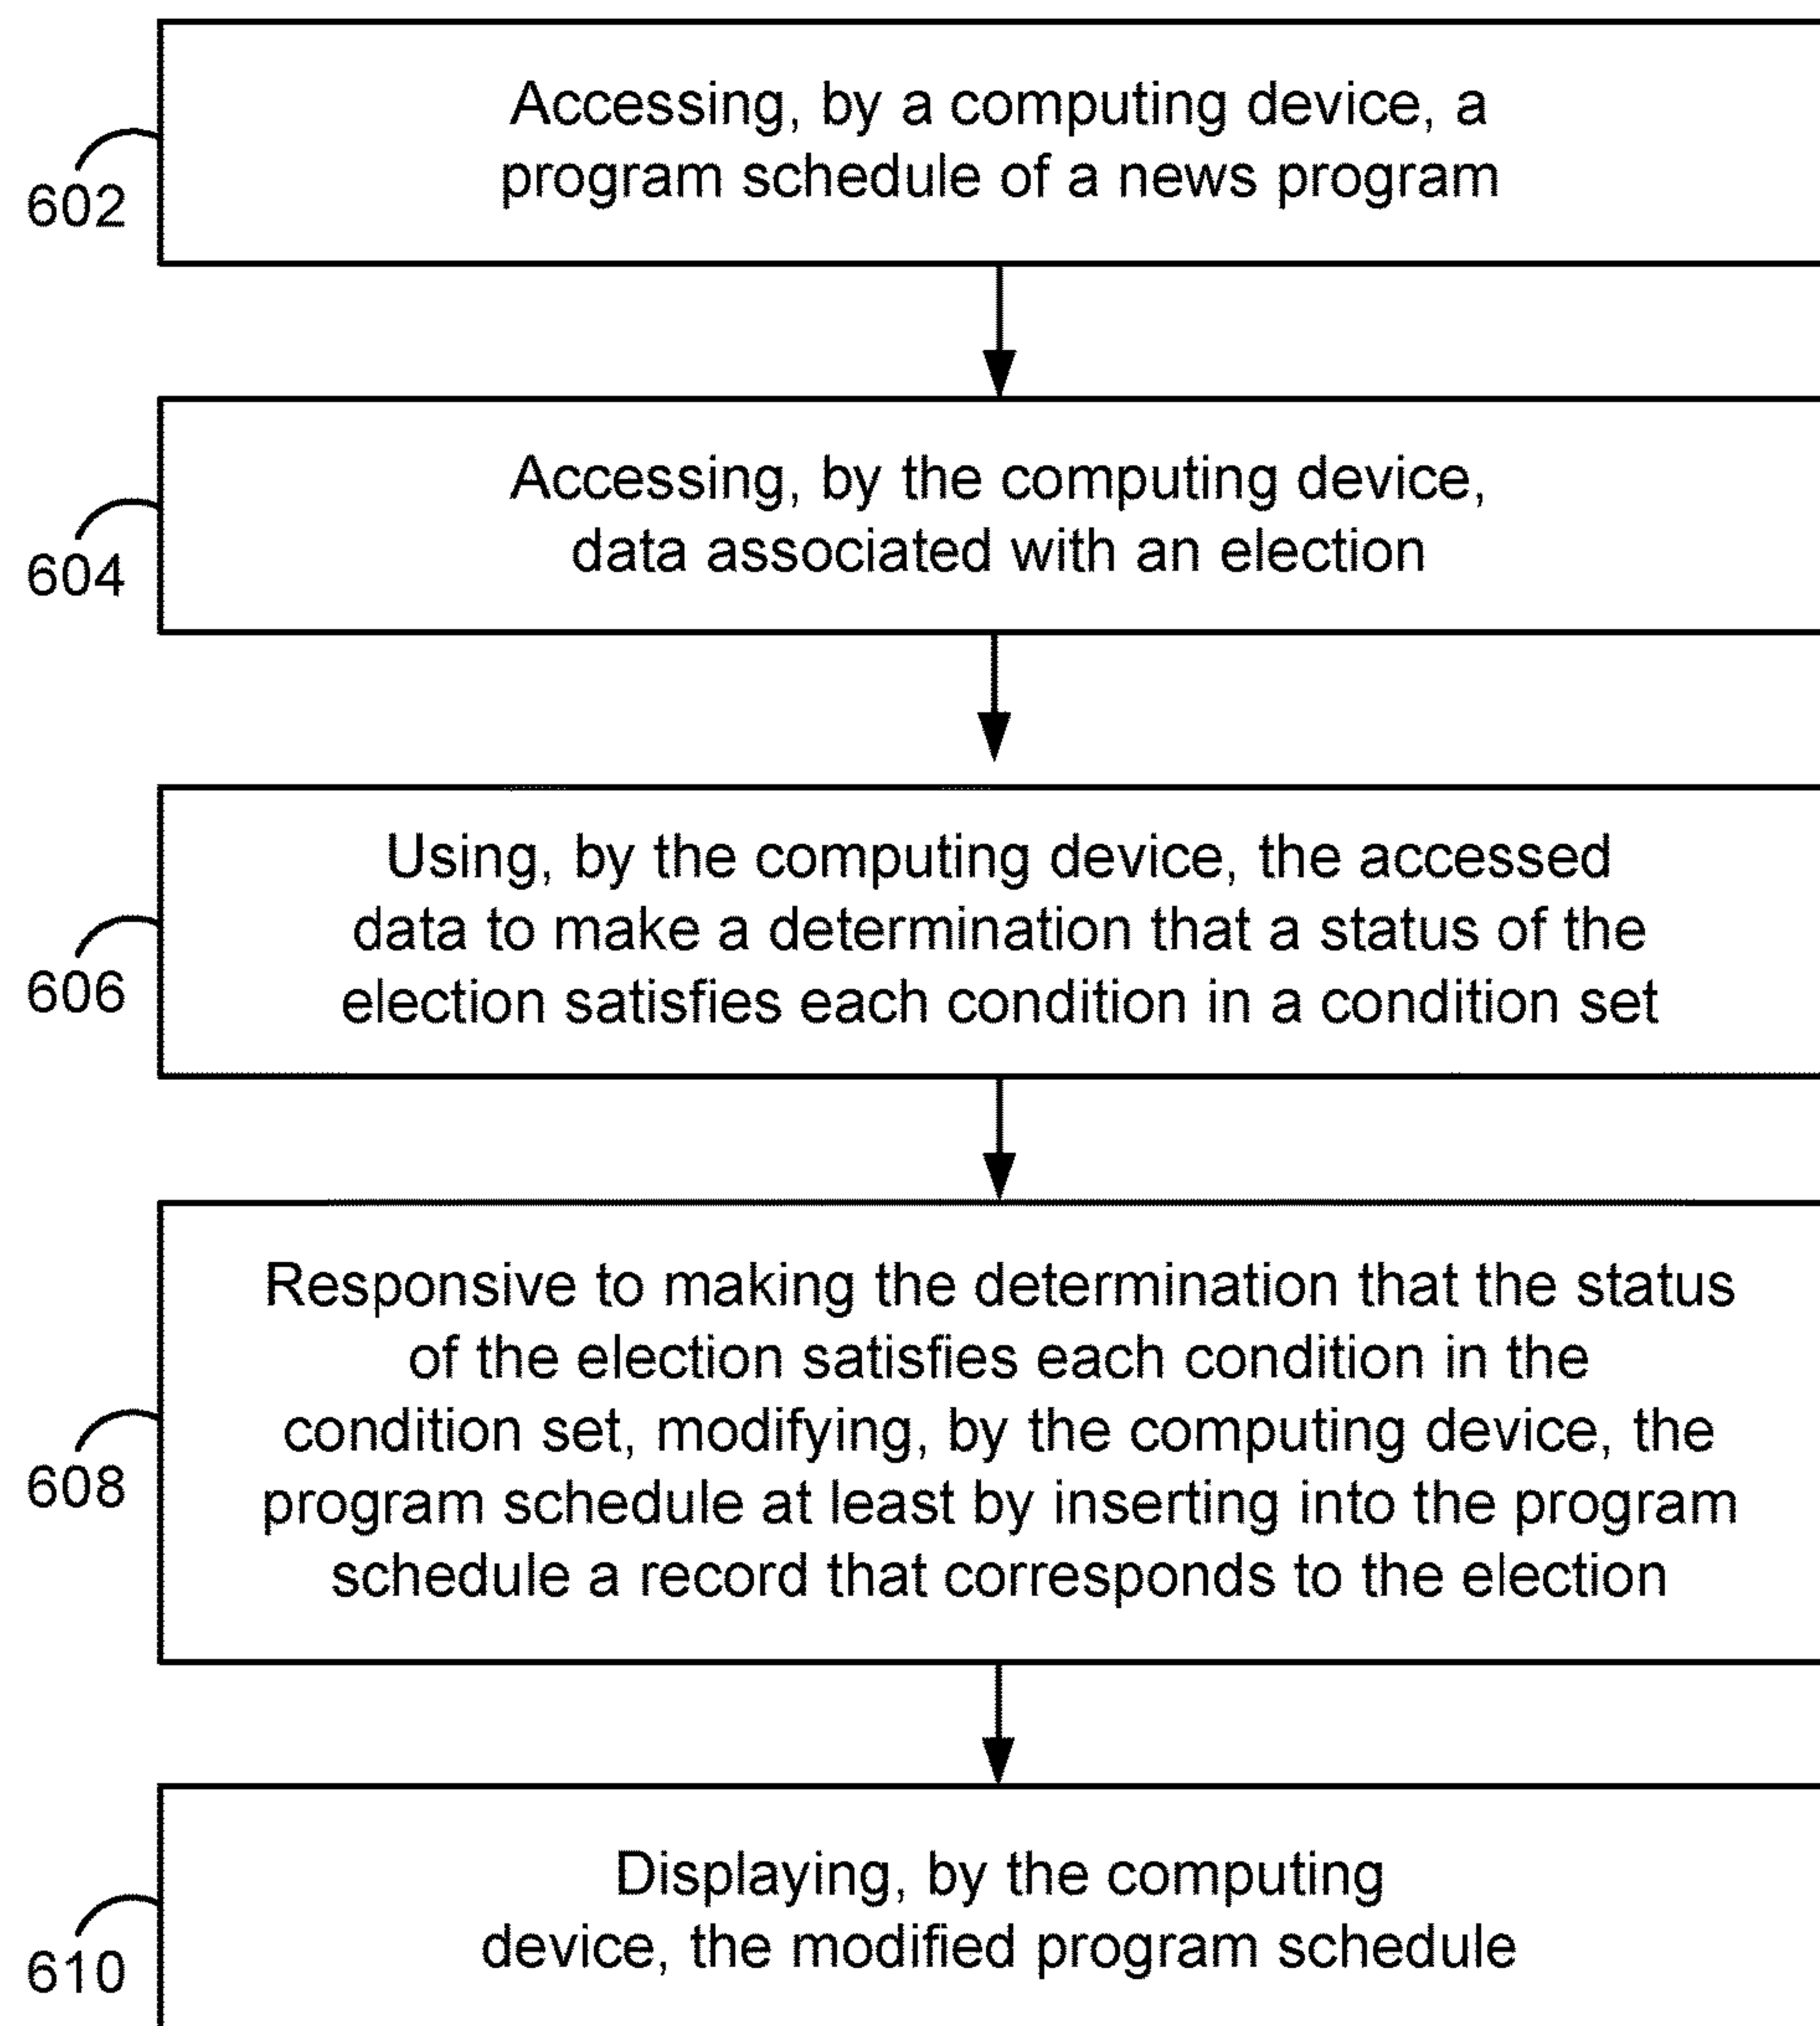 Accessing, by a computing device, a
program schedule of a news program
602
Accessing, by the computing device,
data associated with an election
604
Using, by the computing device, the accessed
data to make a determination that a status of the
election satisfies each condition in a condition set
606
Responsive to making the determination that the status
of the election satisfies each condition in the
condition set, modifying, by the computing device, the
program schedule at least by inserting into the program
schedule a record that corresponds to the election
608
Displaying, by the computing
device, the modified program schedule
610